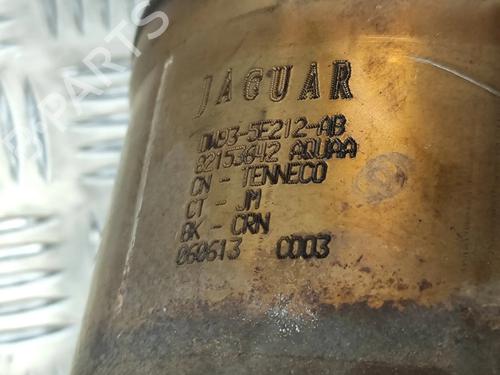 JAGUAR
DW93-5E212-AB
82153642 AQUAA
CN - TENNECO
CT - JM
BK - CRN
060613 C003